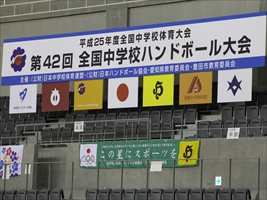 平成25年度全国中学校体育大会
第42回 全国中学校ハンドボール大会
主催:(公財)日本中学校体育連盟・(公財)日本ハンドボール協会・愛知県教育委員会・豊田市教育委員会
この星にスポーツを